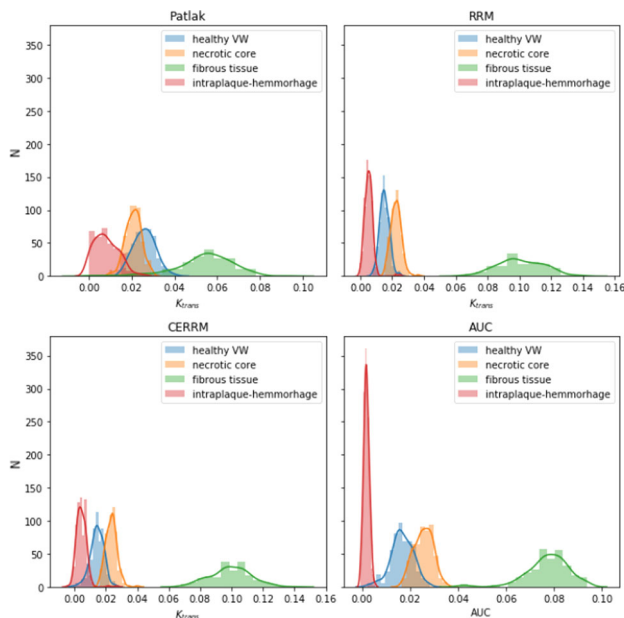 Patlak
healthy VW
necrotic core
fibrous tissue
intraplaque-hemmorhage
N
350
300
250
200
150
100
50
0
0.00 0.02 0.04 0.06 0.08 0.10
K_trans
RRM
healthy VW
necrotic core
fibrous tissue
intraplaque-hemmorhage
0.00 0.02 0.04 0.06 0.08 0.10 0.12 0.14 0.16
K_trans
CERRM
healthy VW
necrotic core
fibrous tissue
intraplaque-hemmorhage
N
350
300
250
200
150
100
50
0
0.00 0.02 0.04 0.06 0.08 0.10 0.12 0.14 0.16
K_trans
AUC
healthy VW
necrotic core
fibrous tissue
intraplaque-hemmorhage
0.00 0.02 0.04 0.06 0.08 0.10
AUC